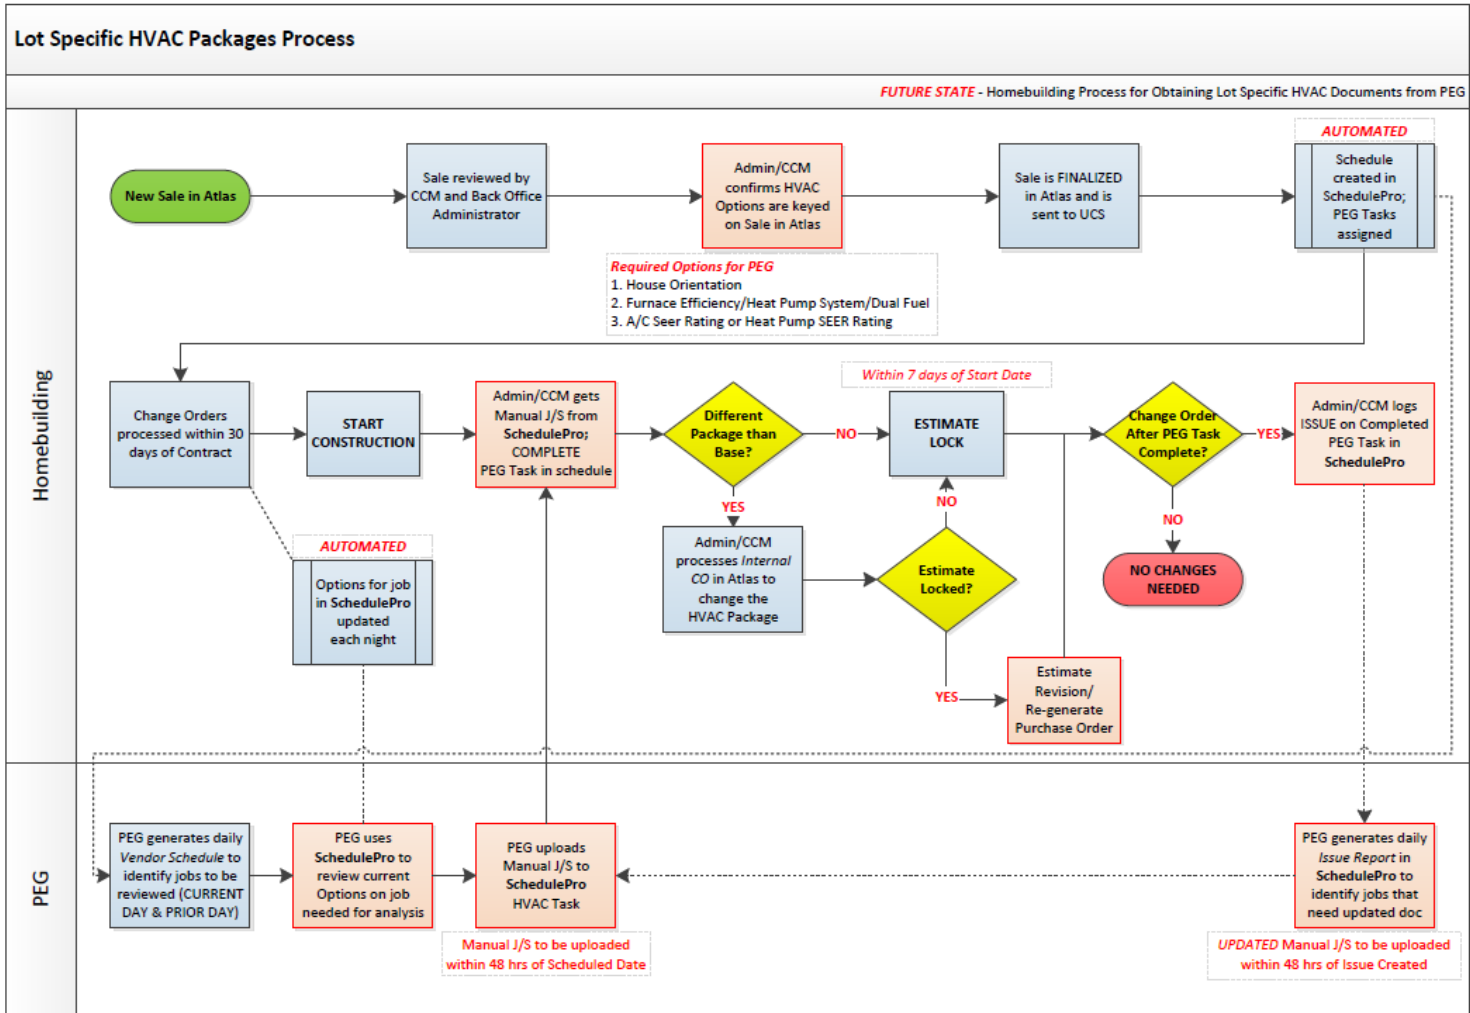 Lot Specific HVAC Packages Process
FUTURE STATE - Homebuilding Process for Obtaining Lot Specific HVAC Documents from PEG
Homebuilding
New Sale in Atlas
Sale reviewed by
CCM and Back Office
Administrator
Admin/CCM
confirms HVAC
Options are keyed
on Sale in Atlas
Required Options for PEG
1. House Orientation
2. Furnace Efficiency/Heat Pump System/Dual Fuel
3. A/C Seer Rating or Heat Pump SEER Rating
Sale is FINALIZED
in Atlas and is
sent to UCS
AUTOMATED
Schedule
created in
SchedulePro;
PEG Tasks
assigned
Change Orders
processed within 30
days of Contract
START
CONSTRUCTION
Admin/CCM gets
Manual J/S from
SchedulePro;
COMPLETE
PEG Task in schedule
Different
Package than
Base?
NO
YES
Within 7 days of Start Date
ESTIMATE
LOCK
Change Order
After PEG Task
Complete?
YES
NO
Admin/CCM logs
ISSUE on Completed
PEG Task in
SchedulePro
AUTOMATED
Options for job
in SchedulePro
updated
each night
Admin/CCM
processes Internal
CO in Atlas to
change the
HVAC Package
NO
Estimate
Locked?
YES
NO CHANGES
NEEDED
Estimate
Revision/
Re-generate
Purchase Order
PEG
PEG generates daily
Vendor Schedule to
identify jobs to be
reviewed (CURRENT
DAY & PRIOR DAY)
PEG uses
SchedulePro to
review current
Options on job
needed for analysis
PEG uploads
Manual J/S to
SchedulePro
HVAC Task
Manual J/S to be uploaded
within 48 hrs of Scheduled Date
PEG generates daily
Issue Report in
SchedulePro to
identify jobs that
need updated doc
UPDATED Manual J/S to be uploaded
within 48 hrs of Issue Created